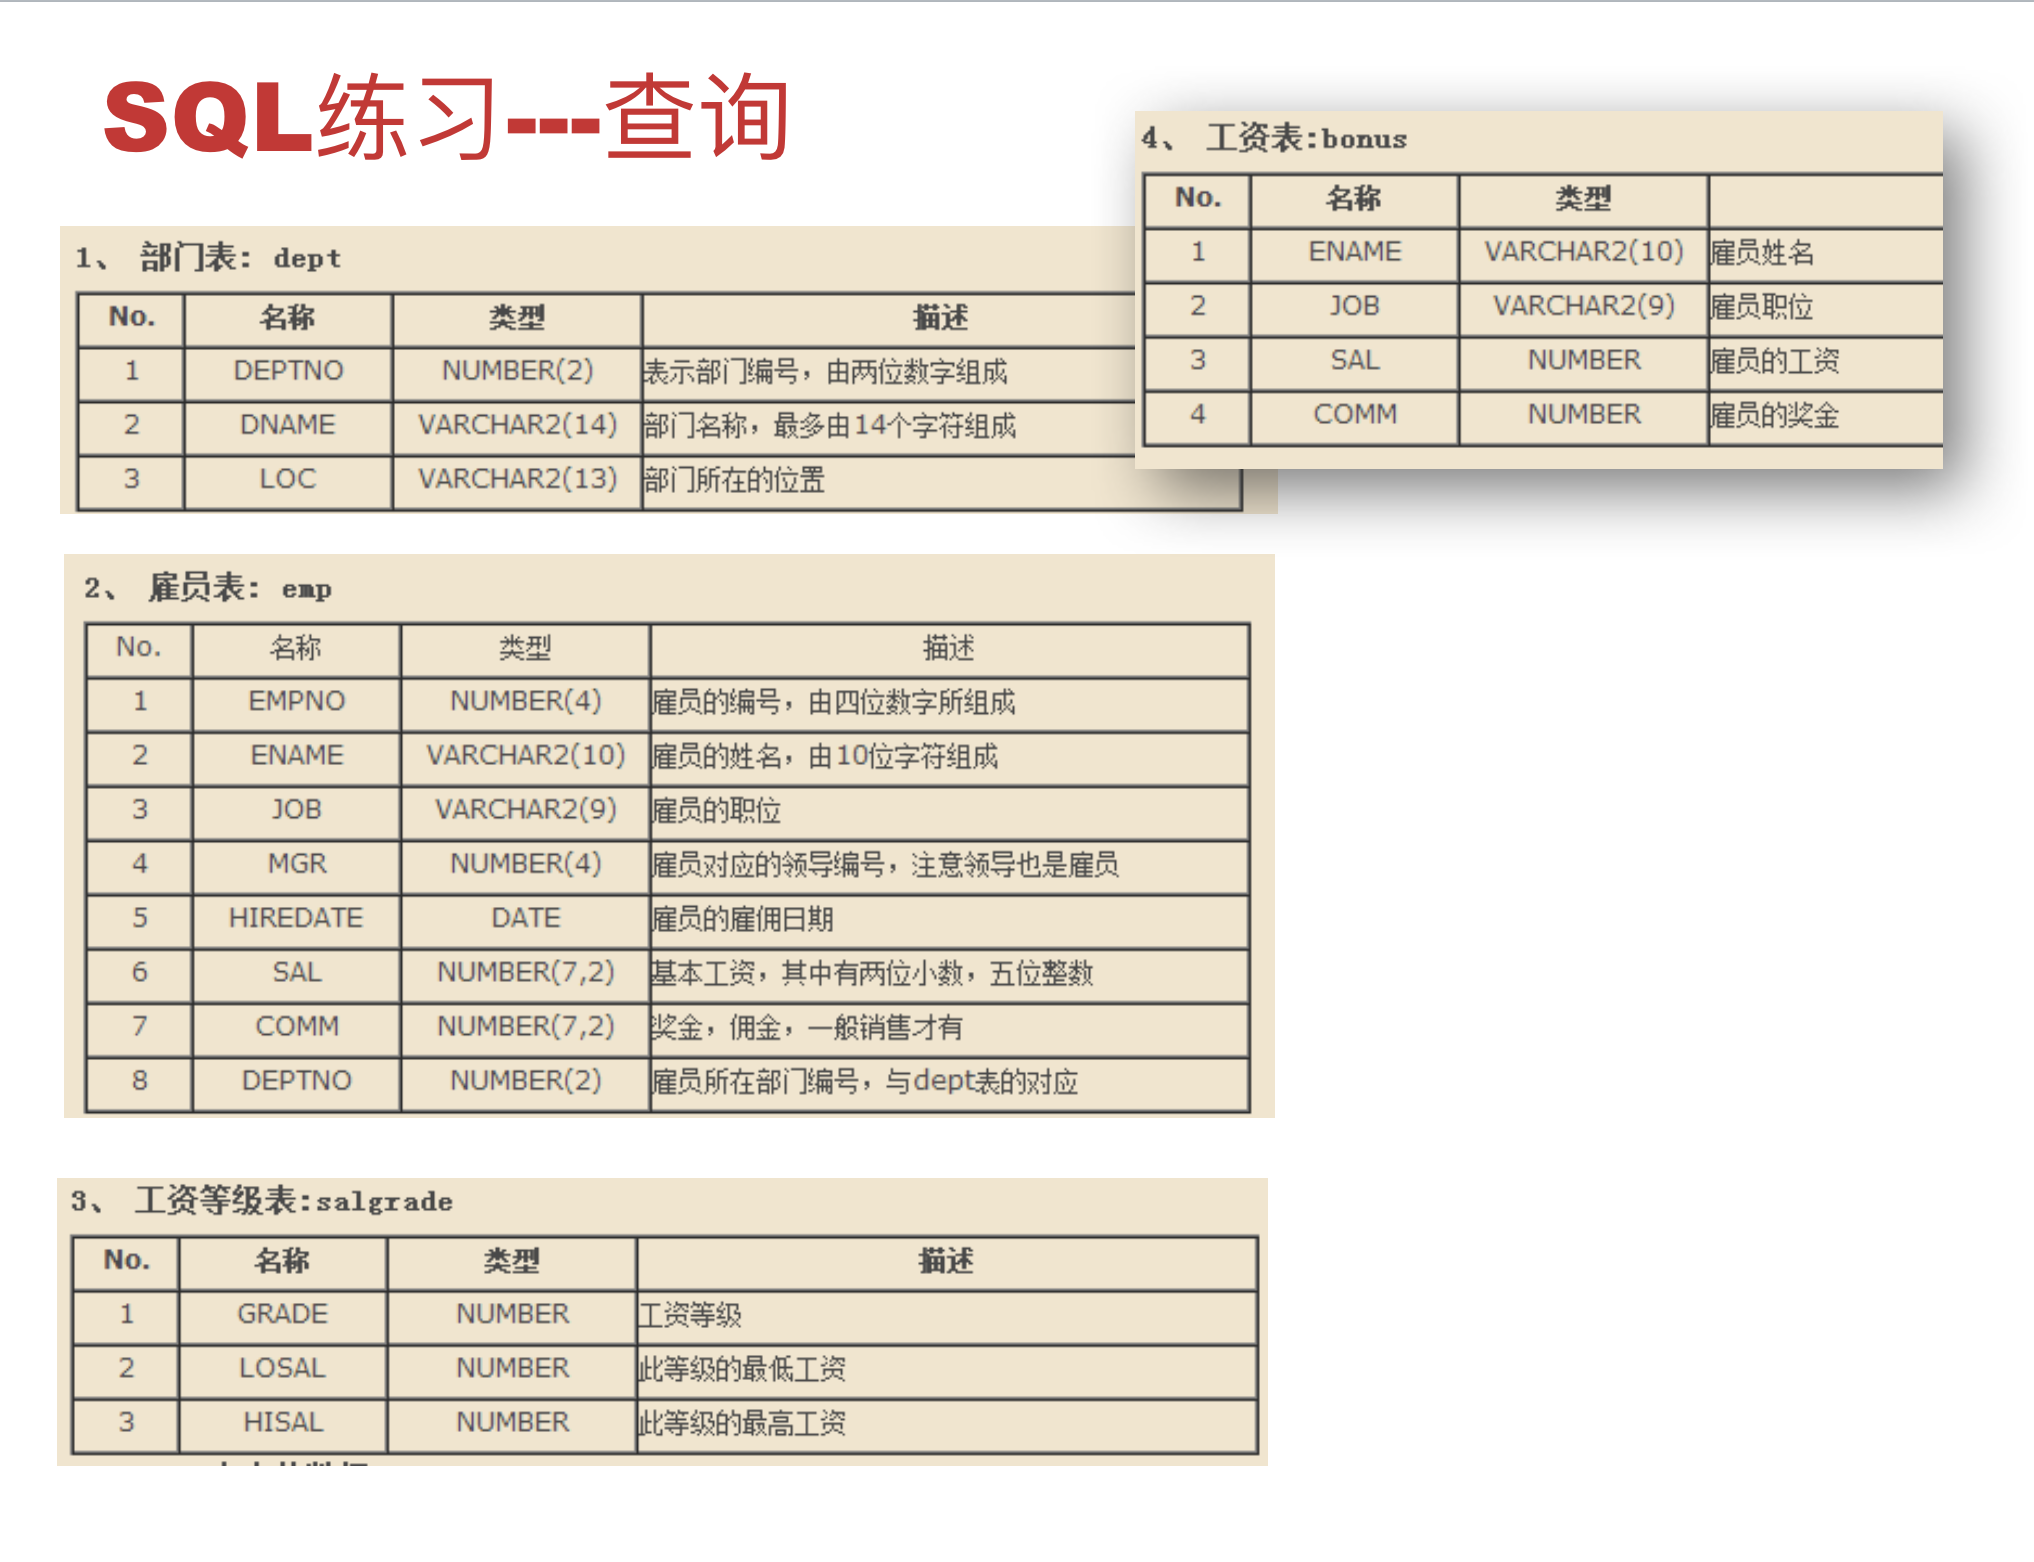 SQL练习---查询
1、 部门表: dept
No. 名称 类型 描述
1 DEPTNO NUMBER(2) 表示部门编号，由两位数字组成
2 DNAME VARCHAR2(14) 部门名称，最多由14个字符组成
3 LOC VARCHAR2(13) 部门所在的位置
4、 工资表:bonus
No. 名称 类型
1 ENAME VARCHAR2(10) 雇员姓名
2 JOB VARCHAR2(9) 雇员职位
3 SAL NUMBER 雇员的工资
4 COMM NUMBER 雇员的奖金
2、 雇员表: emp
No. 名称 类型 描述
1 EMPNO NUMBER(4) 雇员的编号，由四位数字所组成
2 ENAME VARCHAR2(10) 雇员的姓名，由10位字符组成
3 JOB VARCHAR2(9) 雇员的职位
4 MGR NUMBER(4) 雇员对应的领导编号，注意领导也是雇员
5 HIREDATE DATE 雇员的雇佣日期
6 SAL NUMBER(7,2) 基本工资，其中有两位小数，五位整数
7 COMM NUMBER(7,2) 奖金，佣金，一般销售才有
8 DEPTNO NUMBER(2) 雇员所在部门编号，与dept表的对应
3、 工资等级表:salgrade
No. 名称 类型 描述
1 GRADE NUMBER 工资等级
2 LOSAL NUMBER 此等级的最低工资
3 HISAL NUMBER 此等级的最高工资